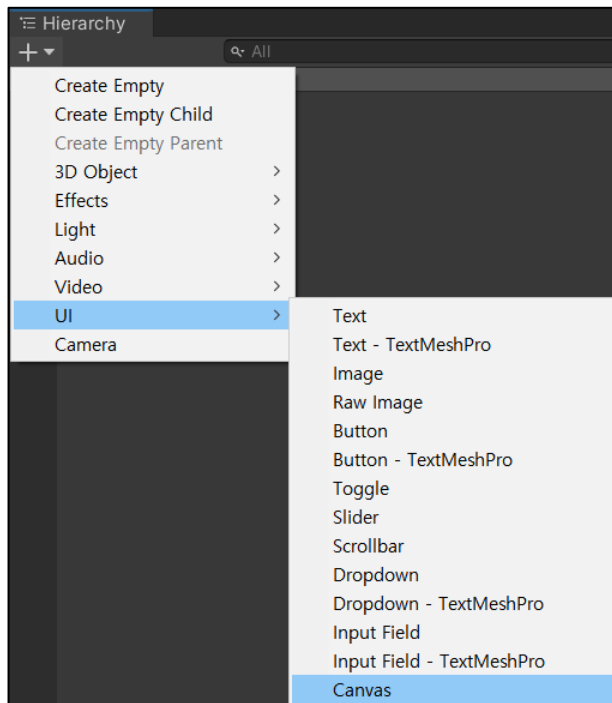 Hierarchy
All
Create Empty
Create Empty Child
Create Empty Parent
3D Object
Effects
Light
Audio
Video
UI
Camera
Text
Text - TextMeshPro
Image
Raw Image
Button
Button - TextMeshPro
Toggle
Slider
Scrollbar
Dropdown
Dropdown - TextMeshPro
Input Field
Input Field - TextMeshPro
Canvas